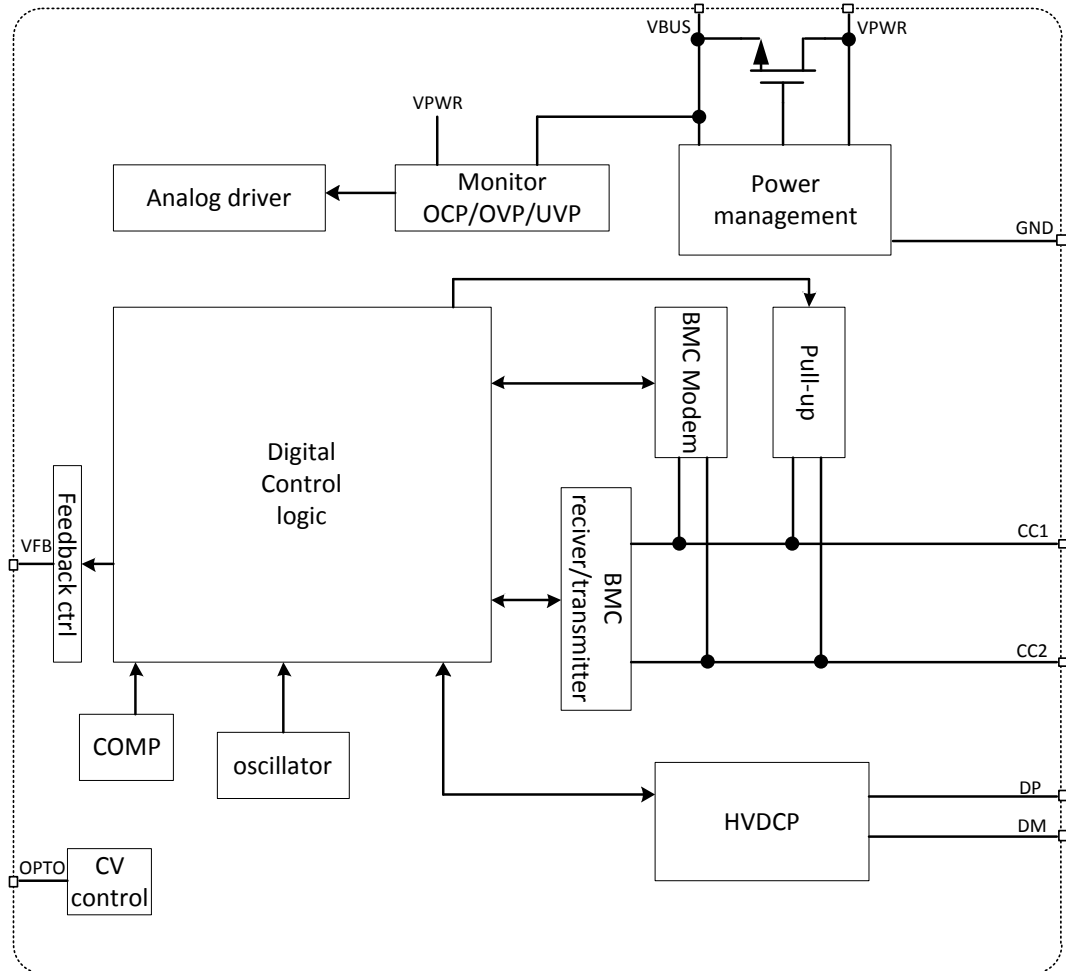 VBUS
VPWR
VPWR
Analog driver
Monitor
OCP/OVP/UVP
Power
management
GND
BMC Modem
Pull-up
Digital
Control
logic
Feedback ctrl
VFB
BMC
reciver/transmitter
CC1
CC2
COMP
oscillator
HVDCP
DP
DM
OPTO
CV
control